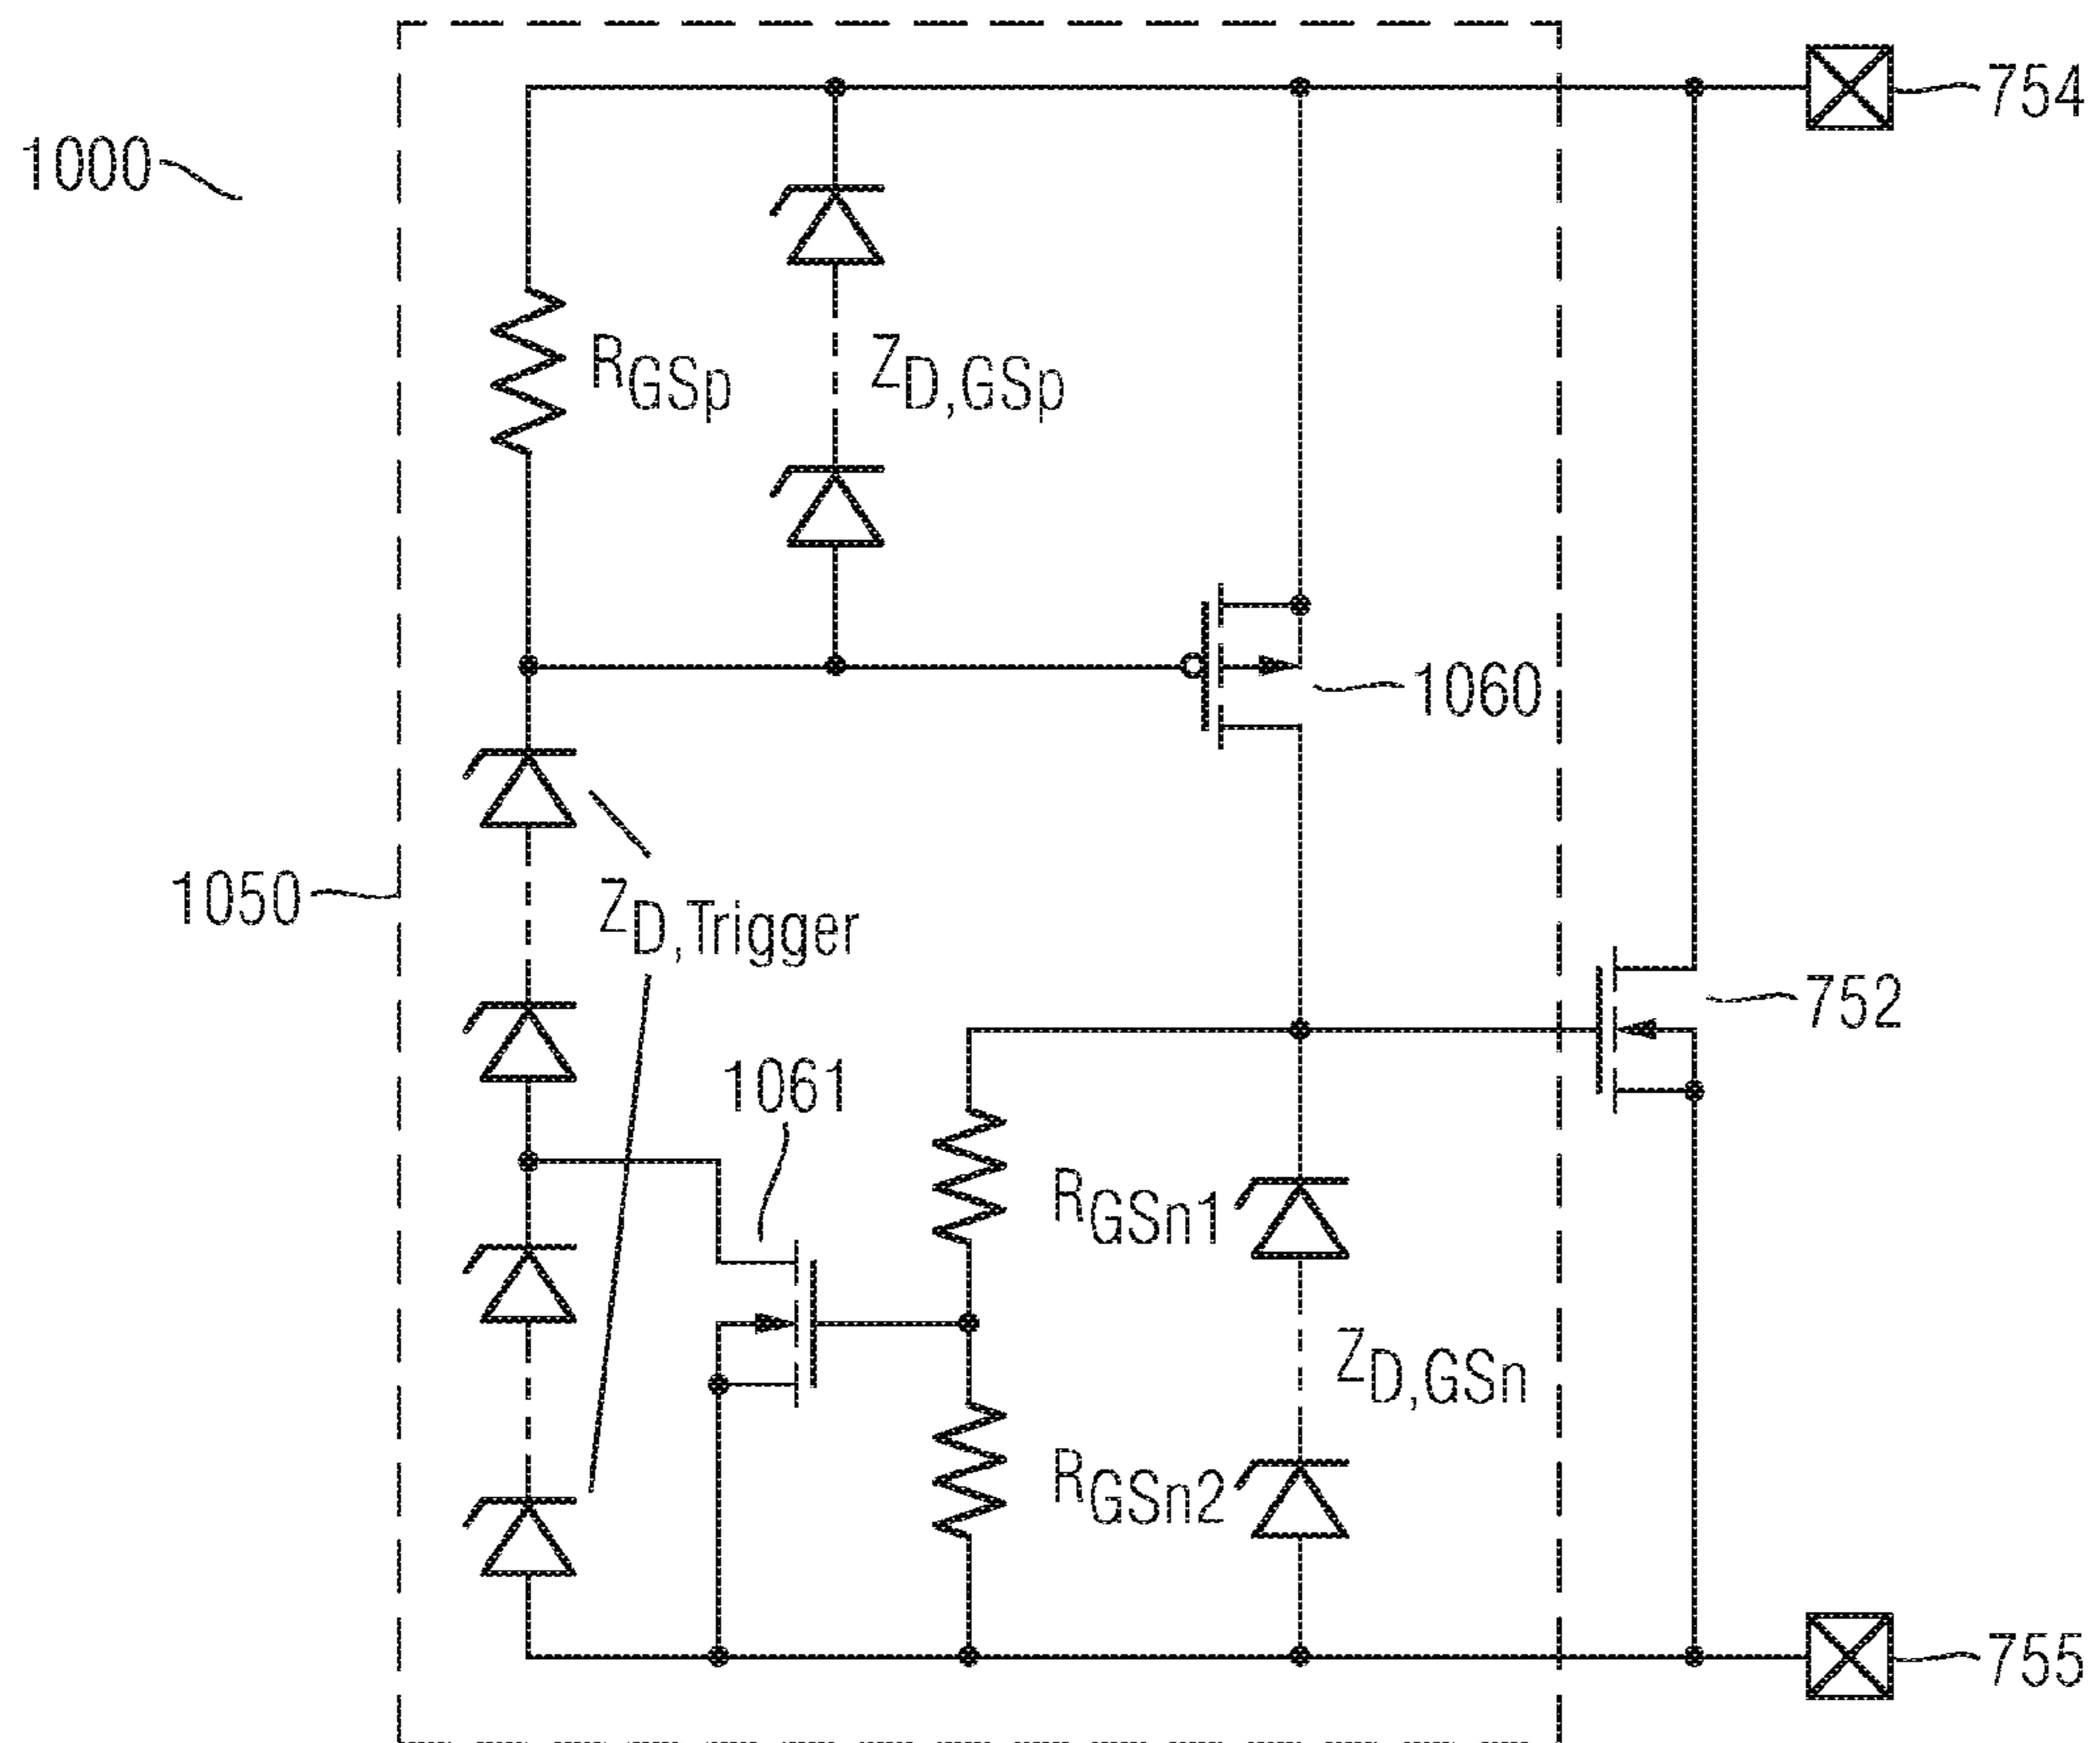 754
1000
RGSp
ZD,GSp
1060
1050
ZD,Trigger
752
1061
RGSn1
ZD,GSn
RGSn2
755